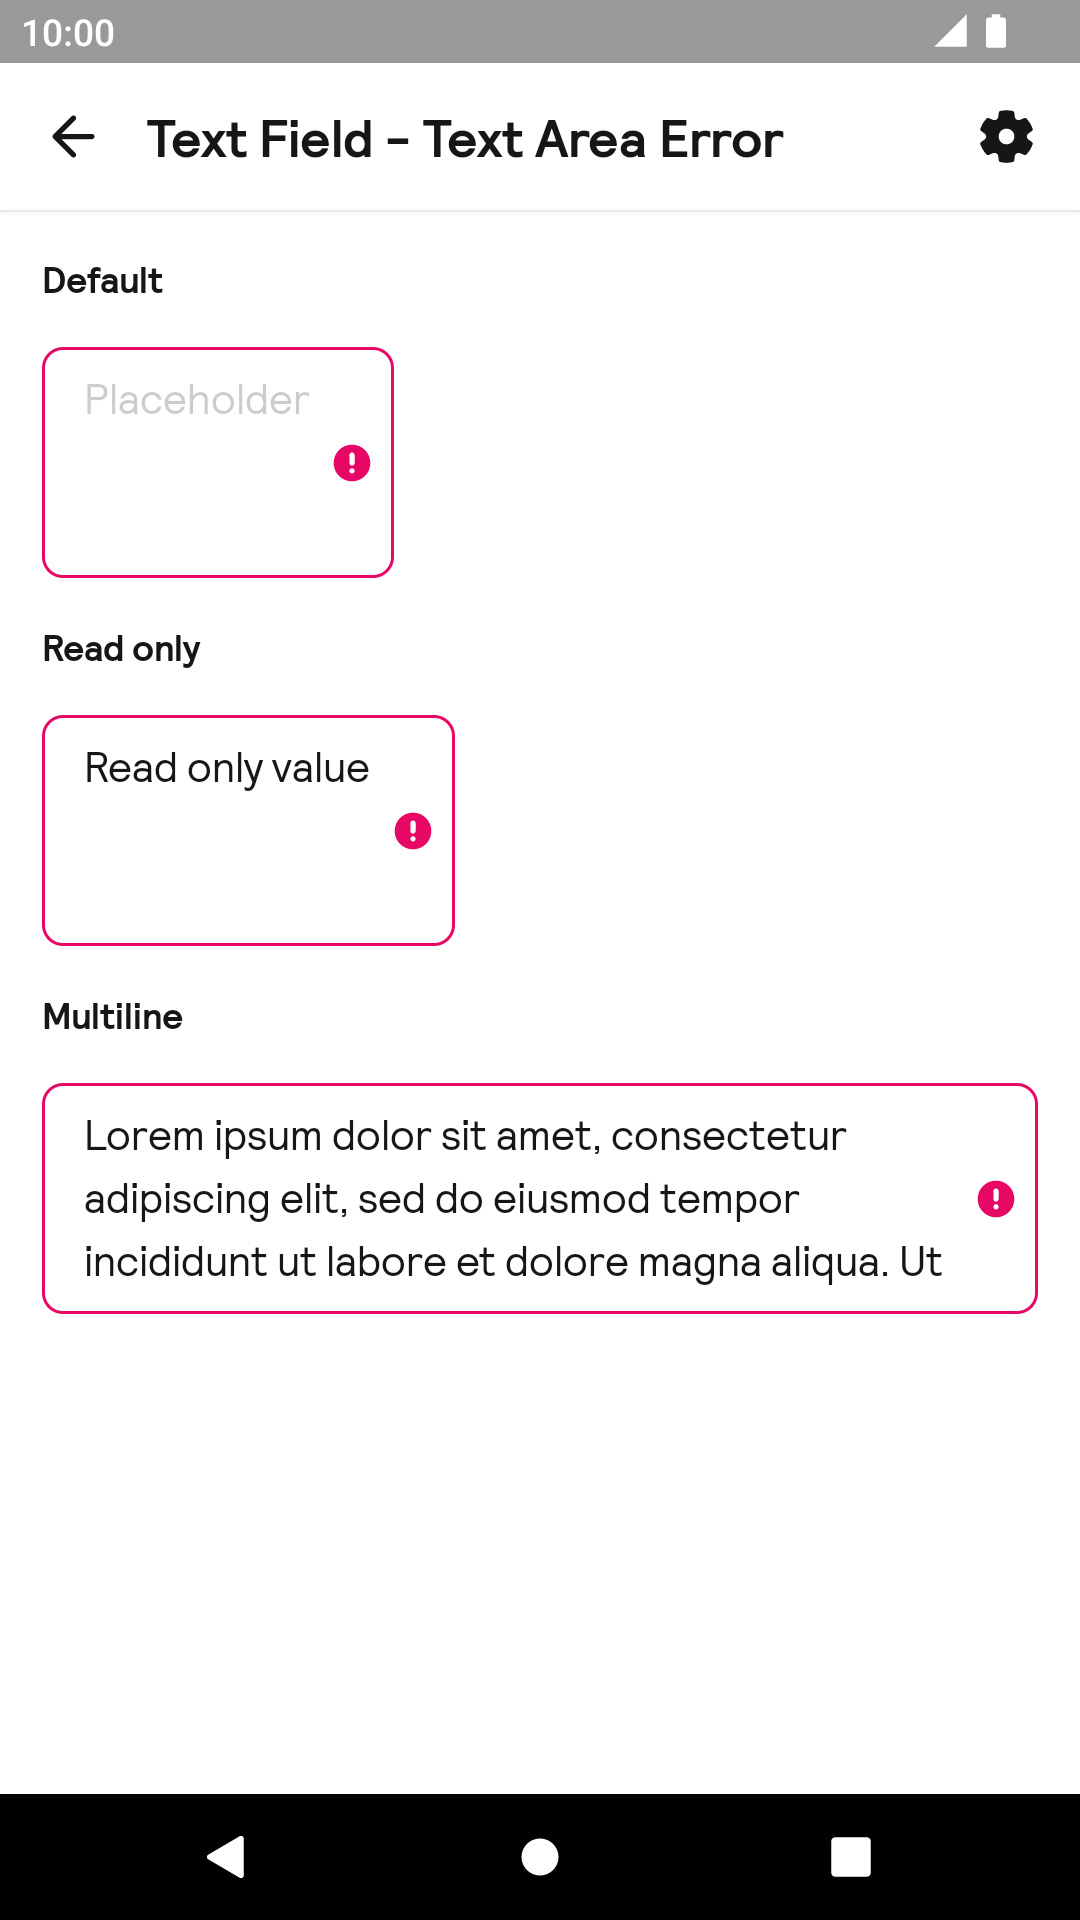 10:00
Text Field - Text Area Error
Default
Placeholder
Read only
Read only value
Multiline
Lorem ipsum dolor sit amet, consectetur
adipiscing elit, sed do eiusmod tempor
incididunt ut labore et dolore magna aliqua. Ut